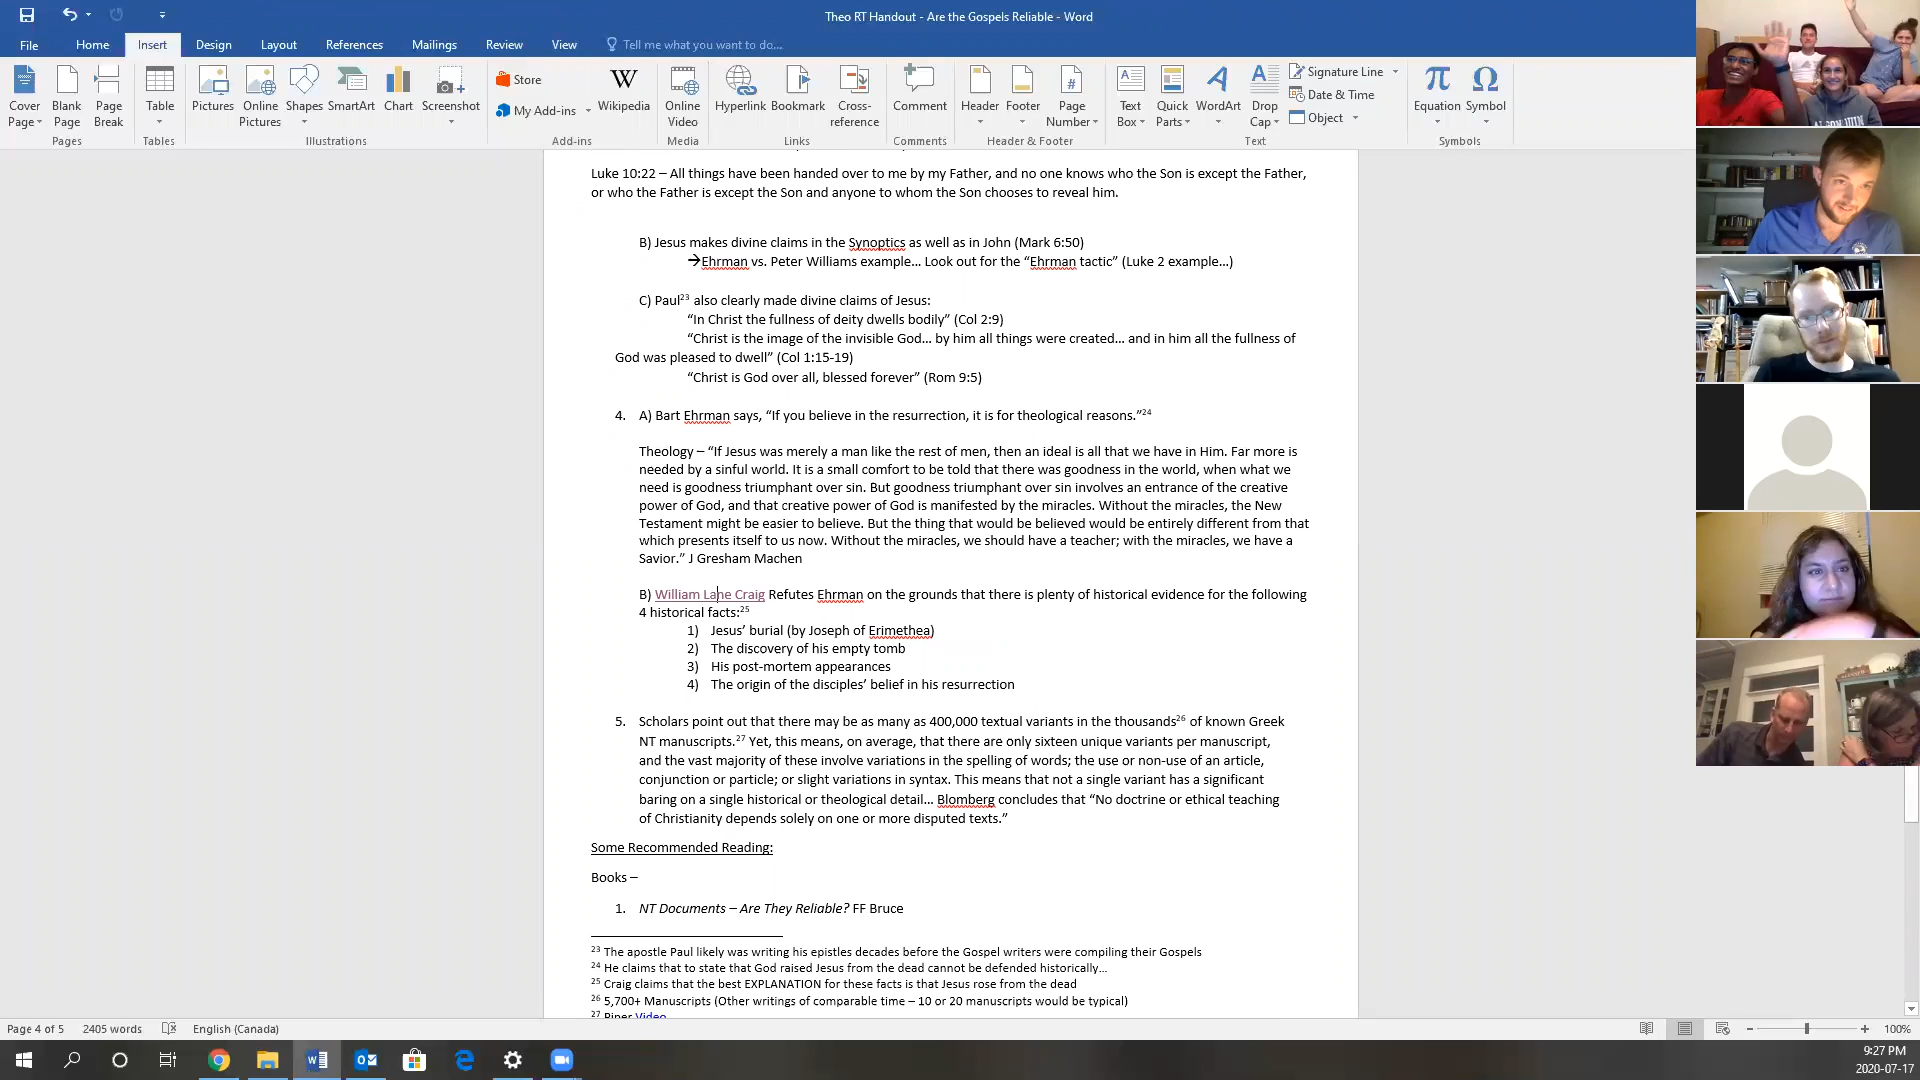 Theo RT Handout - Are the Gospels Reliable - Word
File Home Insert Design Layout References Mailings Review View Tell me what you want to do...
Cover Page
Blank Page
Page Break
Pages
Table
Tables
Pictures
Online Pictures
Shapes
SmartArt
Chart
Screenshot
Illustrations
Store
My Add-ins
Wikipedia
Add-ins
Online Video
Media
Hyperlink
Bookmark
Cross-reference
Links
Comment
Comments
Header
Footer
Page Number
Header & Footer
Text Box
Quick Parts
WordArt
Drop Cap
Signature Line
Date & Time
Object
Text
Equation
Symbol
Symbols
Luke 10:22 – All things have been handed over to me by my Father, and no one knows who the Son is except the Father,
or who the Father is except the Son and anyone to whom the Son chooses to reveal him.
B) Jesus makes divine claims in the Synoptics as well as in John (Mark 6:50)
→Ehrman vs. Peter Williams example… Look out for the “Ehrman tactic” (Luke 2 example…)
C) Paul23 also clearly made divine claims of Jesus:
“In Christ the fullness of deity dwells bodily” (Col 2:9)
“Christ is the image of the invisible God… by him all things were created… and in him all the fullness of
God was pleased to dwell” (Col 1:15-19)
“Christ is God over all, blessed forever” (Rom 9:5)
4. A) Bart Ehrman says, “If you believe in the resurrection, it is for theological reasons.”24
Theology – “If Jesus was merely a man like the rest of men, then an ideal is all that we have in Him. Far more is
needed by a sinful world. It is a small comfort to be told that there was goodness in the world, when what we
need is goodness triumphant over sin. But goodness triumphant over sin involves an entrance of the creative
power of God, and that creative power of God is manifested by the miracles. Without the miracles, the New
Testament might be easier to believe. But the thing that would be believed would be entirely different from that
which presents itself to us now. Without the miracles, we should have a teacher; with the miracles, we have a
Savior.” J Gresham Machen
B) William Lane Craig Refutes Ehrman on the grounds that there is plenty of historical evidence for the following
4 historical facts:25
1) Jesus’ burial (by Joseph of Erimethea)
2) The discovery of his empty tomb
3) His post-mortem appearances
4) The origin of the disciples’ belief in his resurrection
5. Scholars point out that there may be as many as 400,000 textual variants in the thousands26 of known Greek
NT manuscripts.27 Yet, this means, on average, that there are only sixteen unique variants per manuscript,
and the vast majority of these involve variations in the spelling of words; the use or non-use of an article,
conjunction or particle; or slight variations in syntax. This means that not a single variant has a significant
baring on a single historical or theological detail… Blomberg concludes that “No doctrine or ethical teaching
of Christianity depends solely on one or more disputed texts.”
Some Recommended Reading:
Books –
1. NT Documents – Are They Reliable? FF Bruce
23 The apostle Paul likely was writing his epistles decades before the Gospel writers were compiling their Gospels
24 He claims that to state that God raised Jesus from the dead cannot be defended historically…
25 Craig claims that the best EXPLANATION for these facts is that Jesus rose from the dead
26 5,700+ Manuscripts (Other writings of comparable time – 10 or 20 manuscripts would be typical)
27 Piper Video
Page 4 of 5 2405 words English (Canada) 100%
9:27 PM
2020-07-17